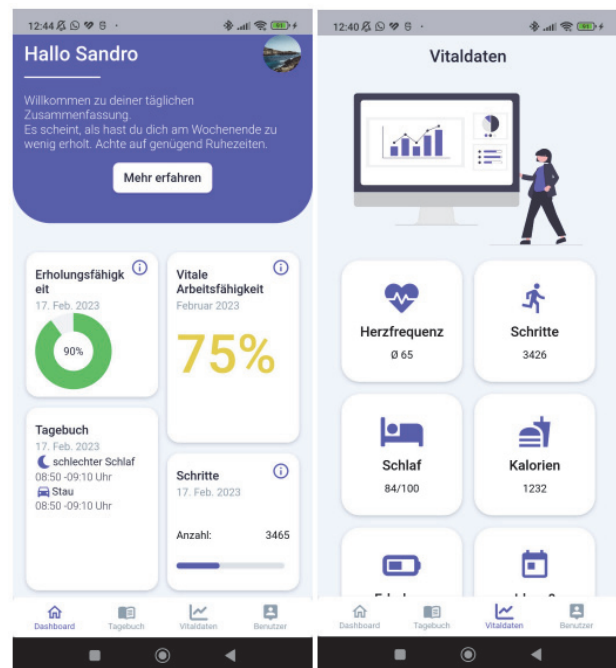 12:44
Hallo Sandro
Willkommen zu deiner täglichen
Zusammenfassung.
Es scheint, als hast du dich am Wochenende zu
wenig erholt. Achte auf genügend Ruhezeiten.
Mehr erfahren
Erholungsfähigk
eit
17. Feb. 2023
90%
Vitale
Arbeitsfähigkeit
Februar 2023
75%
Tagebuch
17. Feb. 2023
schlechter Schlaf
08:50 -09:10 Uhr
Stau
08:50 -09:10 Uhr
Schritte
17. Feb. 2023
Anzahl: 3465
Dashboard Tagebuch Vitaldaten Benutzer
12:40
Vitaldaten
Herzfrequenz
Ø 65
Schritte
3426
Schlaf
84/100
Kalorien
1232
Dashboard Tagebuch Vitaldaten Benutzer